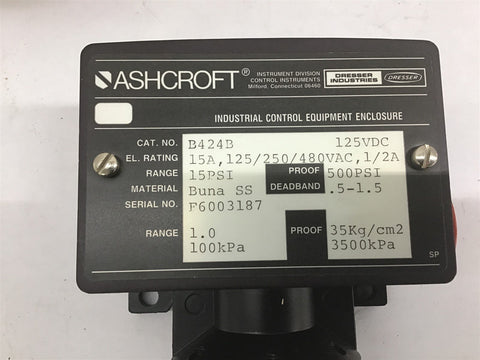 ASHCROFT®
INSTRUMENT DIVISION
CONTROL INSTRUMENTS
Milford, Connecticut 06460
DRESSER
INDUSTRIES
DRESSER
INDUSTRIAL CONTROL EQUIPMENT ENCLOSURE
CAT. NO. B424B 125VDC
EL. RATING 15A,125/250/480VAC,1/2A
RANGE 15PSI PROOF 500PSI
MATERIAL Buna SS DEADBAND .5-1.5
SERIAL NO. F6003187
RANGE 1.0 PROOF 35Kg/cm2
100kPa 3500kPa
SP